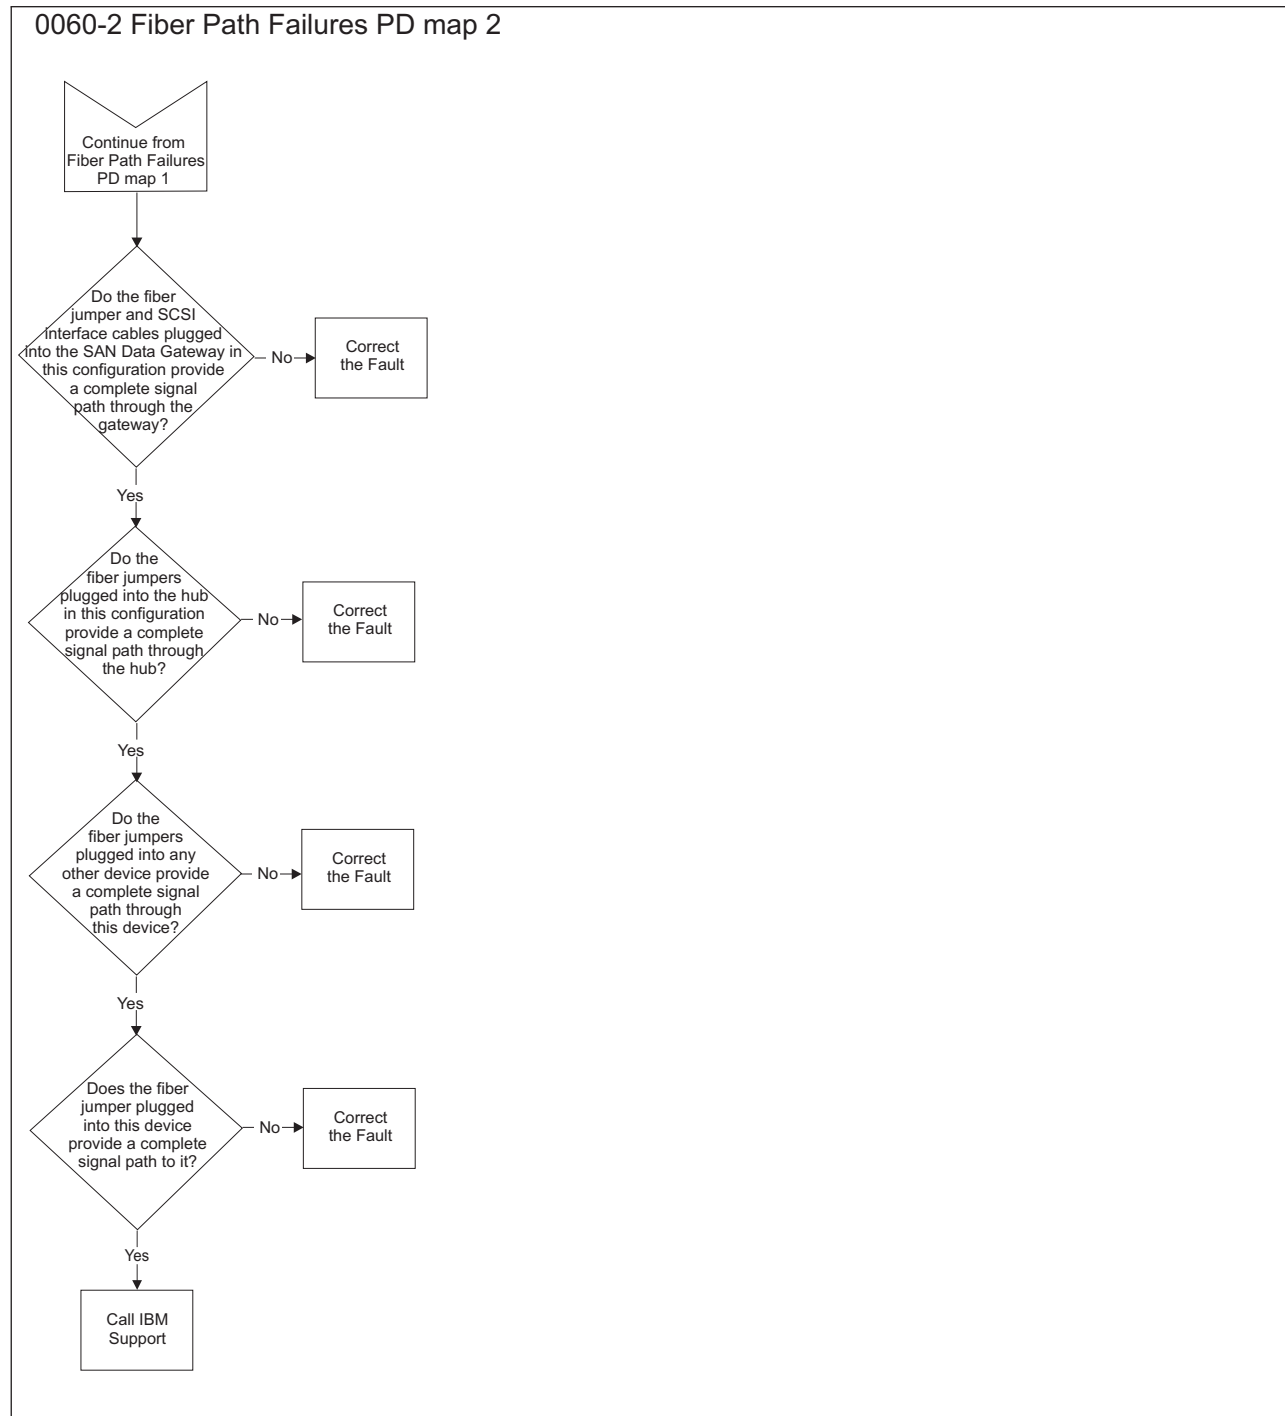 0060-2 Fiber Path Failures PD map 2
Continue from
Fiber Path Failures
PD map 1
Do the fiber
jumper and SCSI
interface cables plugged
into the SAN Data Gateway in
this configuration provide
a complete signal
path through the
gateway?
No
Correct
the Fault
Yes
Do the
fiber jumpers
plugged into the hub
in this configuration
provide a complete
signal path through
the hub?
No
Correct
the Fault
Yes
Do the
fiber jumpers
plugged into any
other device provide
a complete signal
path through
this device?
No
Correct
the Fault
Yes
Does the fiber
jumper plugged
into this device
provide a complete
signal path to it?
No
Correct
the Fault
Yes
Call IBM
Support